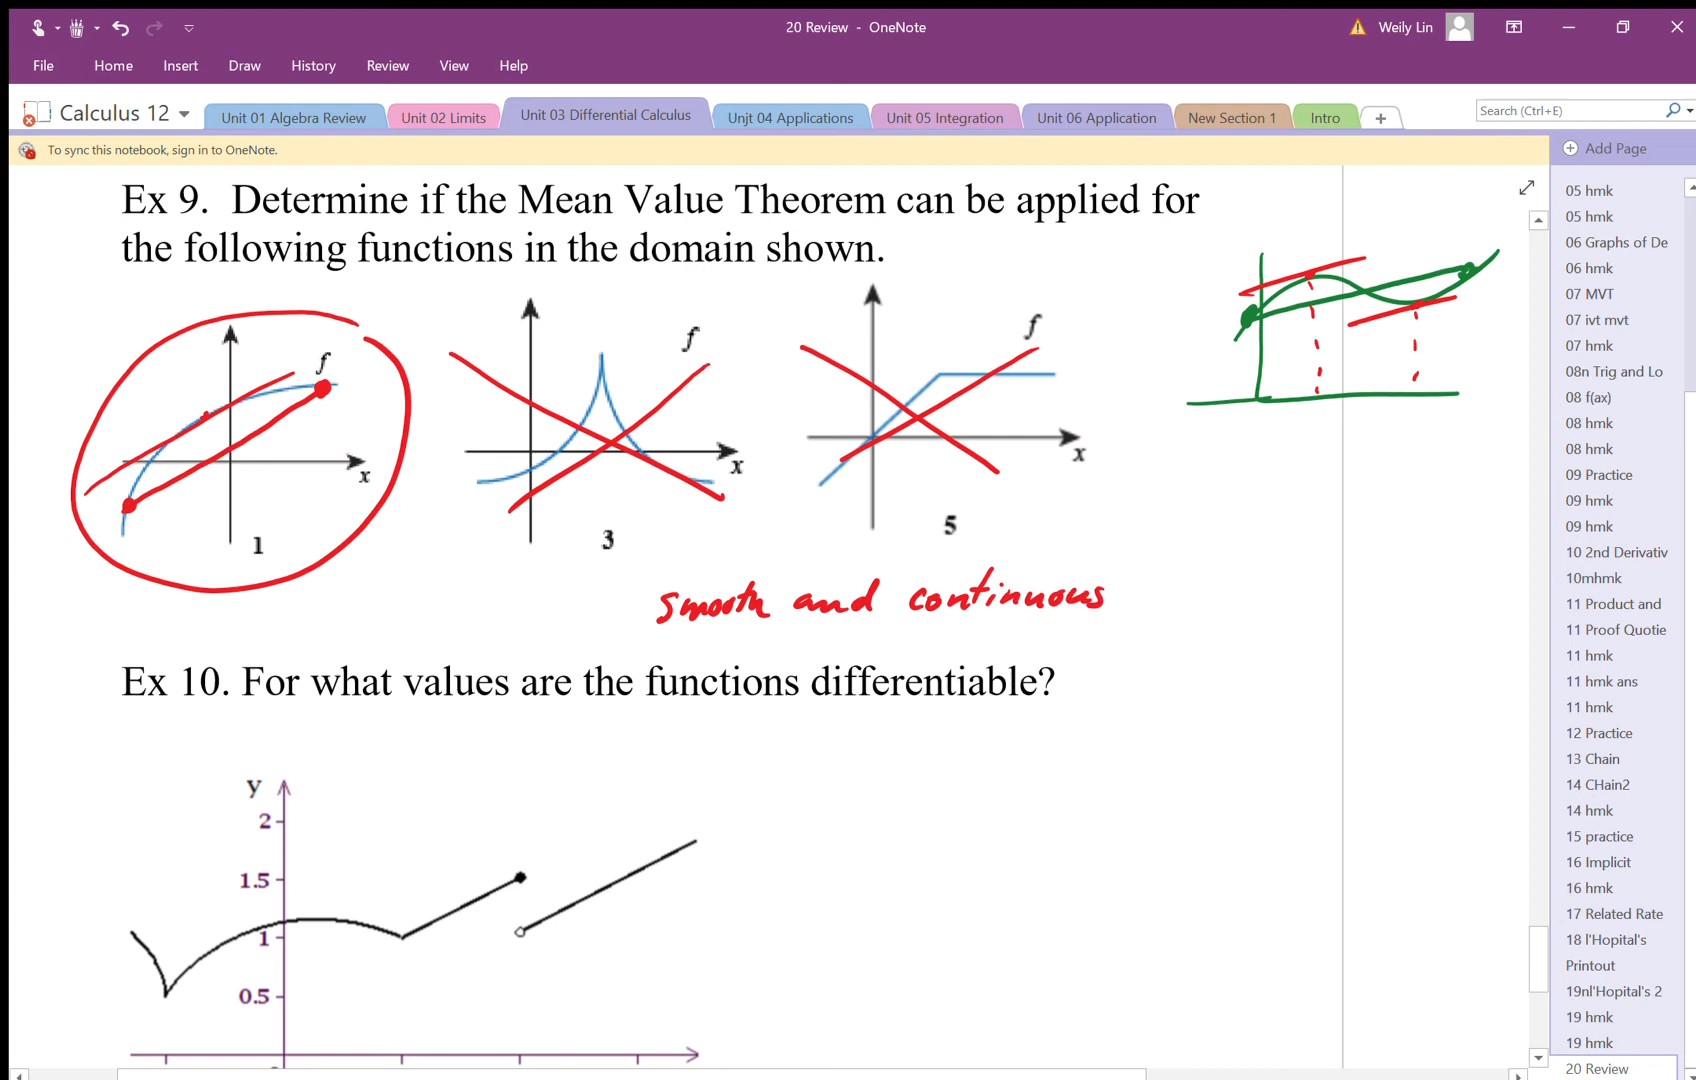 20 Review - OneNote
Weily Lin
File Home Insert Draw History Review View Help
Calculus 12
Unit 01 Algebra Review
Unit 02 Limits
Unit 03 Differential Calculus
Unjt 04 Applications
Unit 05 Integration
Unit 06 Application
New Section 1
Intro
+
Search (Ctrl+E)
To sync this notebook, sign in to OneNote.
Add Page
Ex 9. Determine if the Mean Value Theorem can be applied for
the following functions in the domain shown.
f
x
1
f
x
3
f
x
5
smooth and continuous
Ex 10. For what values are the functions differentiable?
y
2
1.5
1
0.5
05 hmk
05 hmk
06 Graphs of De
06 hmk
07 MVT
07 ivt mvt
07 hmk
08n Trig and Lo
08 f(ax)
08 hmk
08 hmk
09 Practice
09 hmk
09 hmk
10 2nd Derivativ
10mhmk
11 Product and
11 Proof Quotie
11 hmk
11 hmk ans
11 hmk
12 Practice
13 Chain
14 CHain2
14 hmk
15 practice
16 Implicit
16 hmk
17 Related Rate
18 l'Hopital's
Printout
19nl'Hopital's 2
19 hmk
19 hmk
20 Review